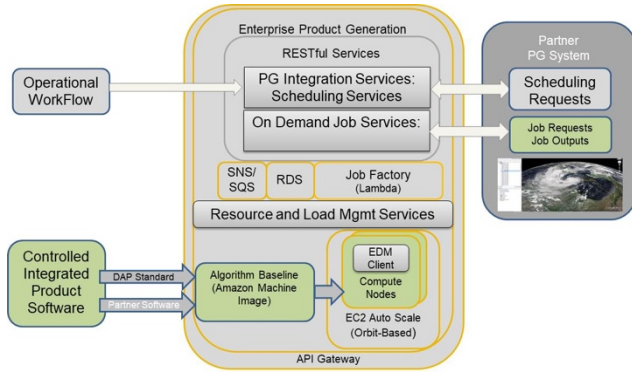 Enterprise Product Generation
RESTful Services
Operational
WorkFlow
PG Integration Services:
Scheduling Services
On Demand Job Services:
Partner
PG System
Scheduling
Requests
Job Requests
Job Outputs
SNS/
SQS
RDS
Job Factory
(Lambda)
Resource and Load Mgmt Services
Controlled
Integrated
Product
Software
DAP Standard
Partner Software
Algorithm Baseline
(Amazon Machine
Image)
EDM
Client
Compute
Nodes
EC2 Auto Scale
(Orbit-Based)
API Gateway